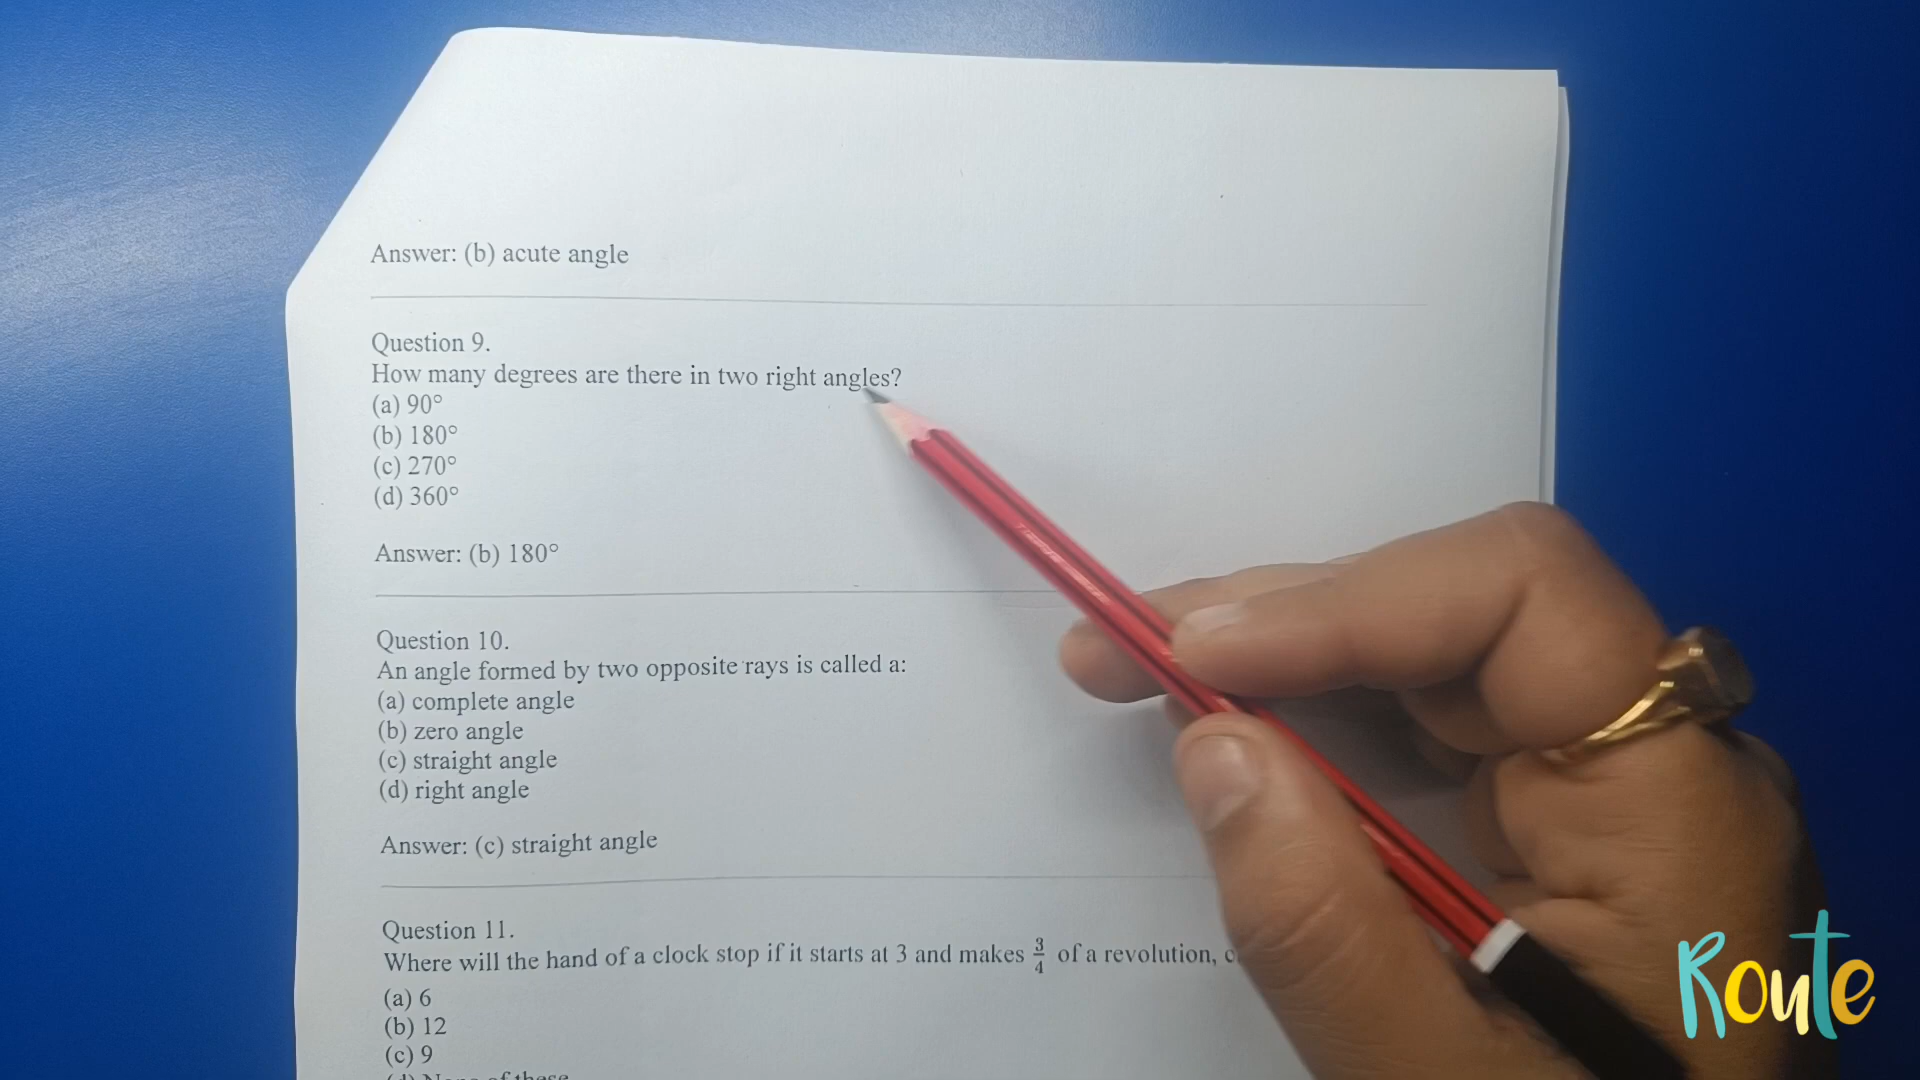 Answer: (b) acute angle
Question 9.
How many degrees are there in two right angles?
(a) 90°
(b) 180°
(c) 270°
(d) 360°
Answer: (b) 180°
Question 10.
An angle formed by two opposite rays is called a:
(a) complete angle
(b) zero angle
(c) straight angle
(d) right angle
Answer: (c) straight angle
Question 11.
Where will the hand of a clock stop if it starts at 3 and makes 3/4 of a revolution,
(a) 6
(b) 12
(c) 9
(d) None of these
Route